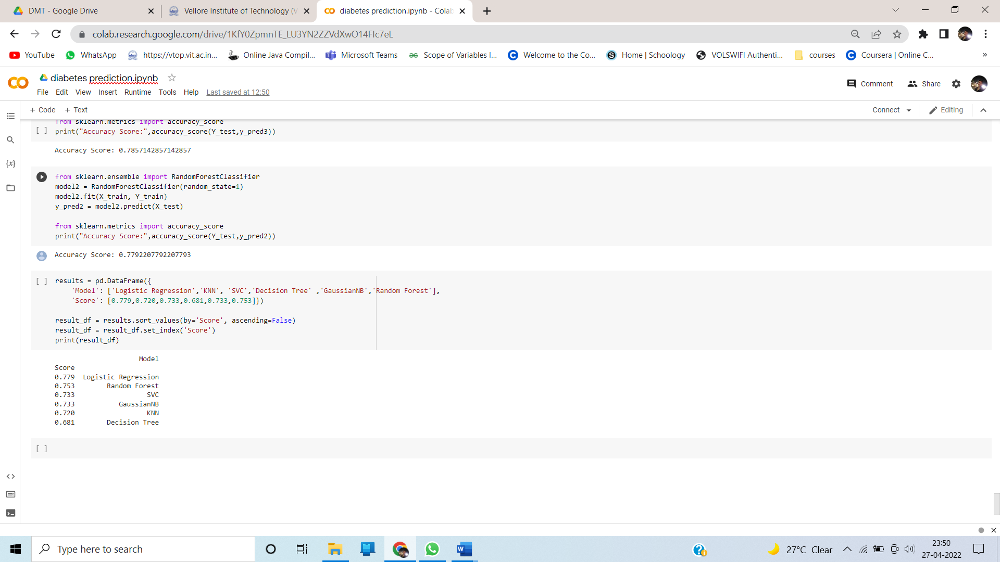 DMT - Google Drive
Vellore Institute of Technology (V
diabetes prediction.ipynb - Colab
colab.research.google.com/drive/1KfY0ZpmnTE_LU3YN2ZZVdXwO14FIc7eL
YouTube WhatsApp https://vtop.vit.ac.in... Online Java Compil... Microsoft Teams Scope of Variables I... Welcome to the Co... Home | Schoology VOLSWIFI Authenti... courses Coursera | Online C... »
diabetes prediction.ipynb
Comment Share
File Edit View Insert Runtime Tools Help Last saved at 12:50
+ Code + Text
Connect Editing
from sklearn.metrics import accuracy_score
[ ] print("Accuracy Score:",accuracy_score(Y_test,y_pred3))
Accuracy Score: 0.7857142857142857
{x}
from sklearn.ensemble import RandomForestClassifier
model2 = RandomForestClassifier(random_state=1)
model2.fit(X_train, Y_train)
y_pred2 = model2.predict(X_test)
from sklearn.metrics import accuracy_score
print("Accuracy Score:",accuracy_score(Y_test,y_pred2))
Accuracy Score: 0.7792207792207793
[ ] results = pd.DataFrame({
'Model': ['Logistic Regression','KNN', 'SVC','Decision Tree' ,'GaussianNB','Random Forest'],
'Score': [0.779,0.720,0.733,0.681,0.733,0.753]})
result_df = results.sort_values(by='Score', ascending=False)
result_df = result_df.set_index('Score')
print(result_df)
Model
Score
0.779 Logistic Regression
0.753 Random Forest
0.733 SVC
0.733 GaussianNB
0.720 KNN
0.681 Decision Tree
[ ]
Type here to search
27°C Clear
23:50
27-04-2022